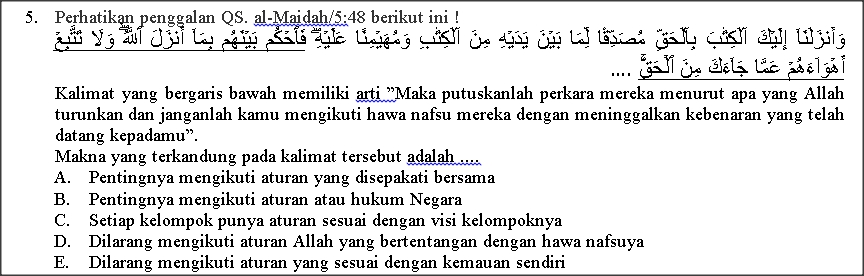 5. Perhatikan penggalan QS. al-Maidah/5:48 berikut ini !
وَأَنزَلْنَآ إِلَيْكَ ٱلْكِتَٰبَ بِٱلْحَقِّ مُصَدِّقًا لِّمَا بَيْنَ يَدَيْهِ مِنَ ٱلْكِتَٰبِ وَمُهَيْمِنًا عَلَيْهِ ۖ فَٱحْكُم بَيْنَهُم بِمَآ أَنزَلَ ٱللَّهُ ۖ وَلَا تَتَّبِعْ
أَهْوَآءَهُمْ عَمَّا جَآءَكَ مِنَ ٱلْحَقِّ ۚ ....
Kalimat yang bergaris bawah memiliki arti ”Maka putuskanlah perkara mereka menurut apa yang Allah
turunkan dan janganlah kamu mengikuti hawa nafsu mereka dengan meninggalkan kebenaran yang telah
datang kepadamu”.
Makna yang terkandung pada kalimat tersebut adalah ....
A. Pentingnya mengikuti aturan yang disepakati bersama
B. Pentingnya mengikuti aturan atau hukum Negara
C. Setiap kelompok punya aturan sesuai dengan visi kelompoknya
D. Dilarang mengikuti aturan Allah yang bertentangan dengan hawa nafsuya
E. Dilarang mengikuti aturan yang sesuai dengan kemauan sendiri